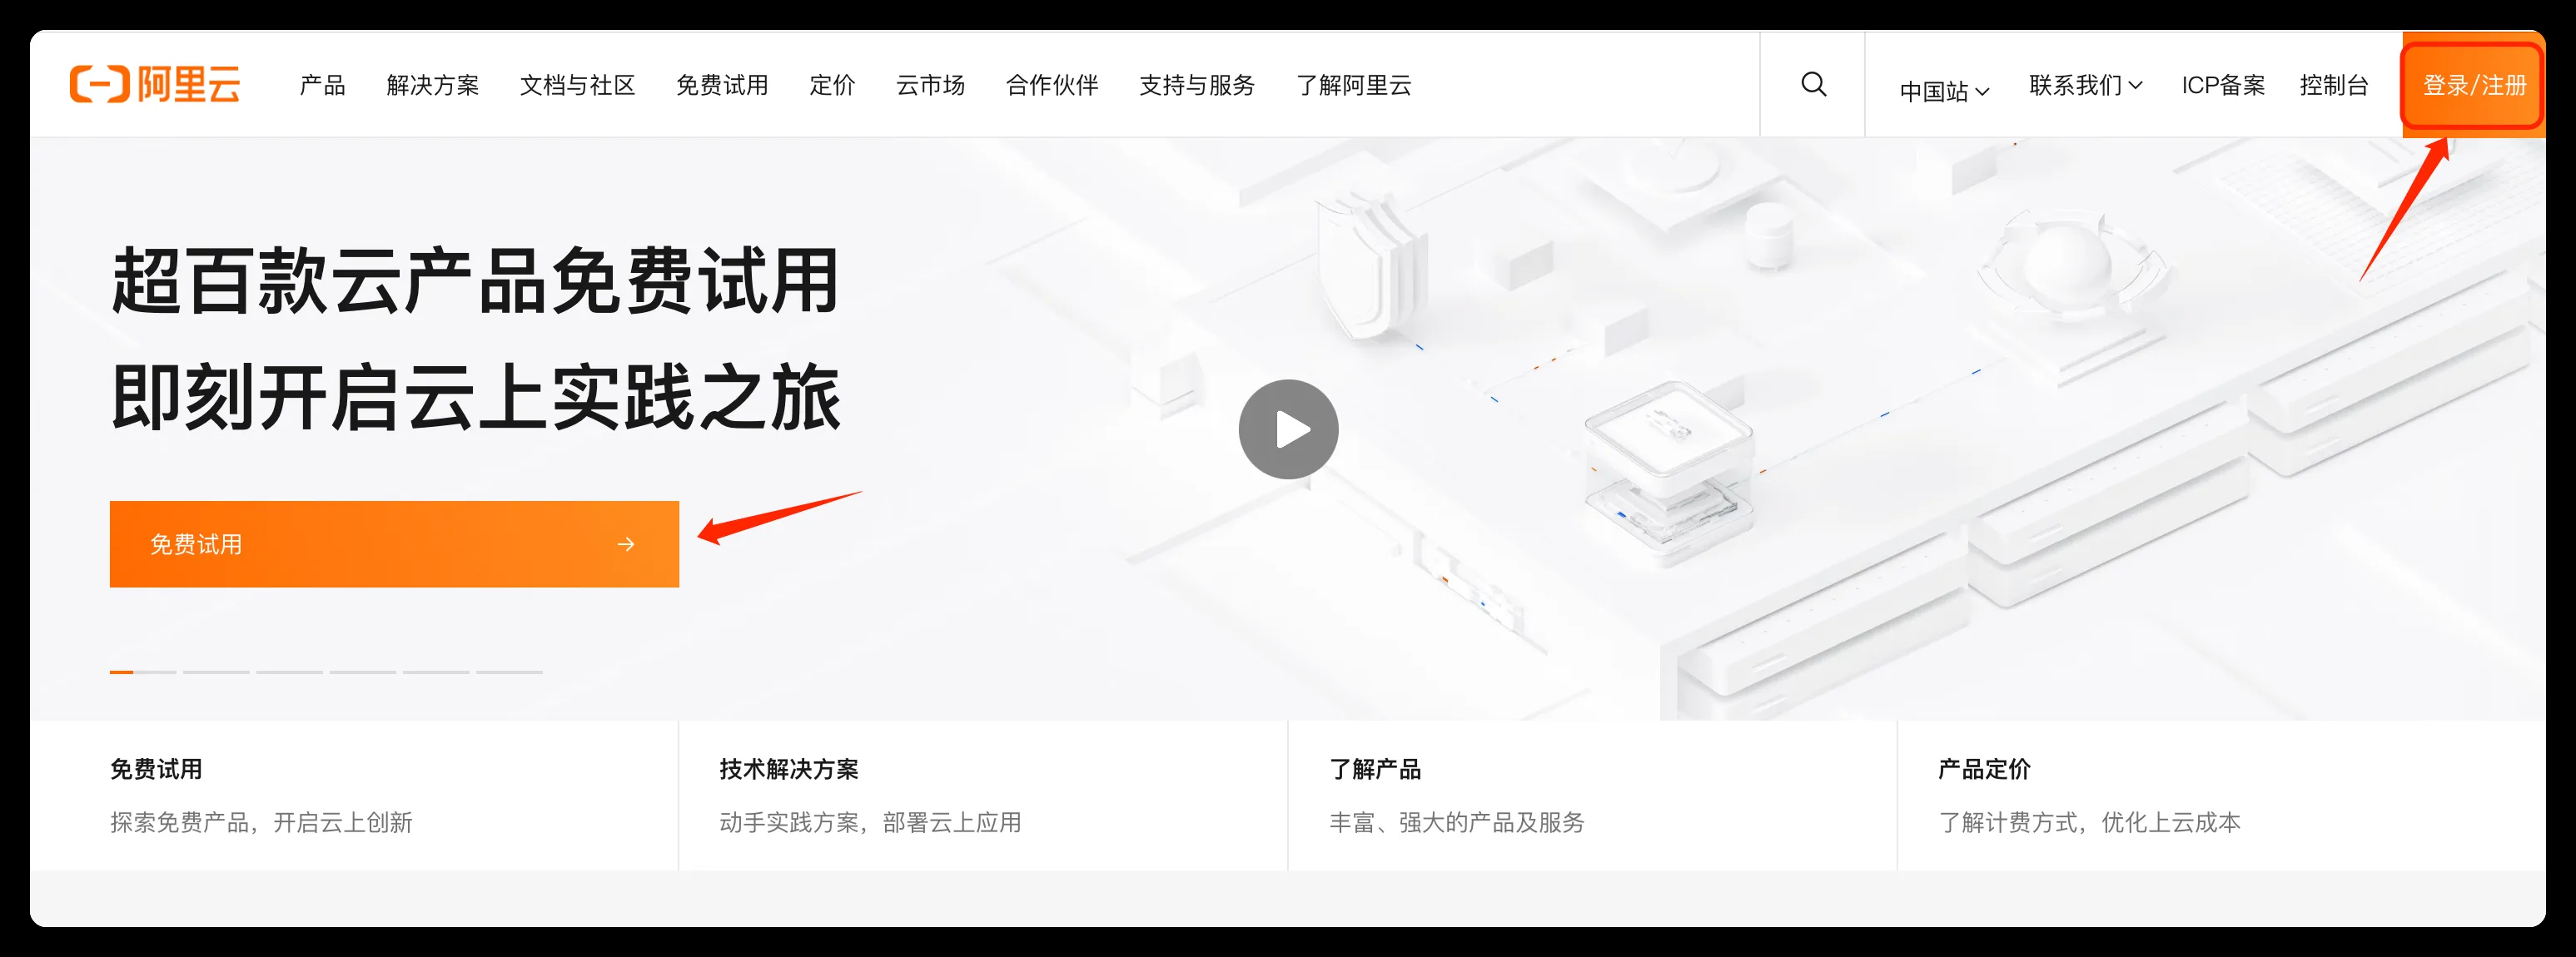 阿里云
产品 解决方案 文档与社区 免费试用 定价 云市场 合作伙伴 支持与服务 了解阿里云 中国站 联系我们 ICP备案 控制台 登录/注册
超百款云产品免费试用
即刻开启云上实践之旅
免费试用
免费试用
探索免费产品，开启云上创新
技术解决方案
动手实践方案，部署云上应用
了解产品
丰富、强大的产品及服务
产品定价
了解计费方式，优化上云成本